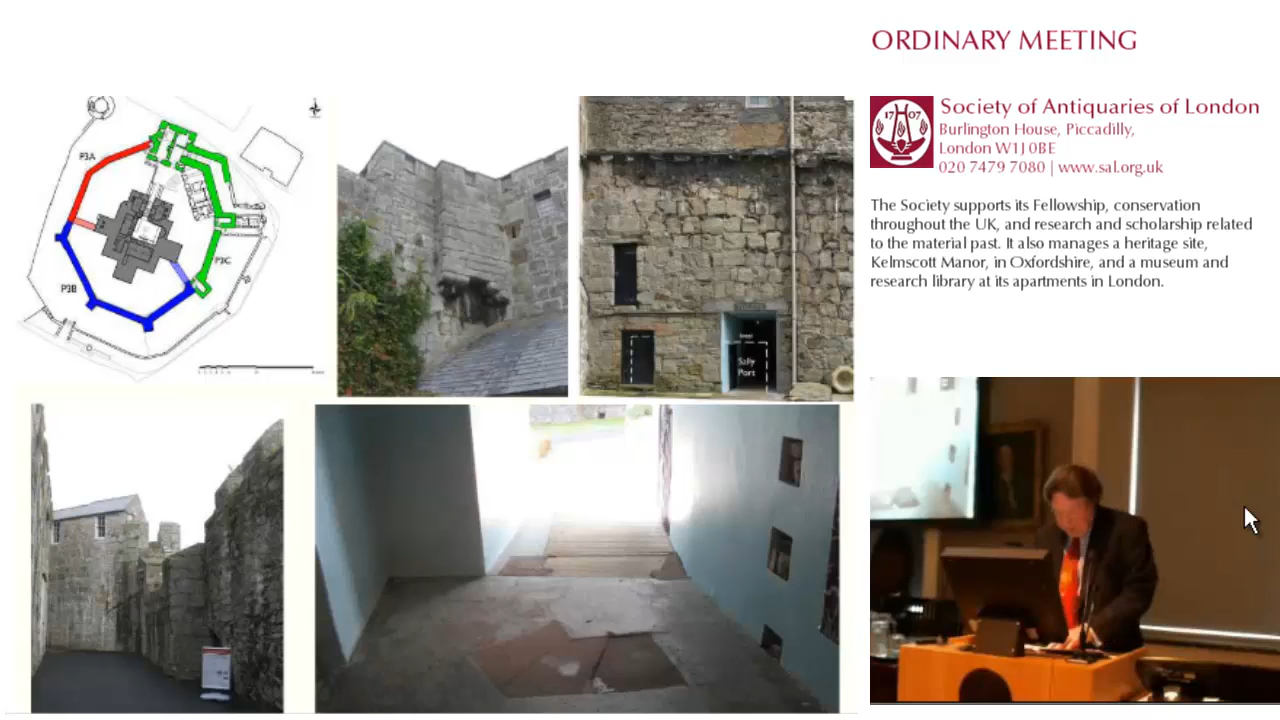 ORDINARY MEETING
1707
Society of Antiquaries of London
Burlington House, Piccadilly,
London W1J 0BE
020 7479 7080 | www.sal.org.uk
The Society supports its Fellowship, conservation
throughout the UK, and research and scholarship related
to the material past. It also manages a heritage site,
Kelmscott Manor, in Oxfordshire, and a museum and
research library at its apartments in London.
P3A
P3B
P3C
Sally
Port